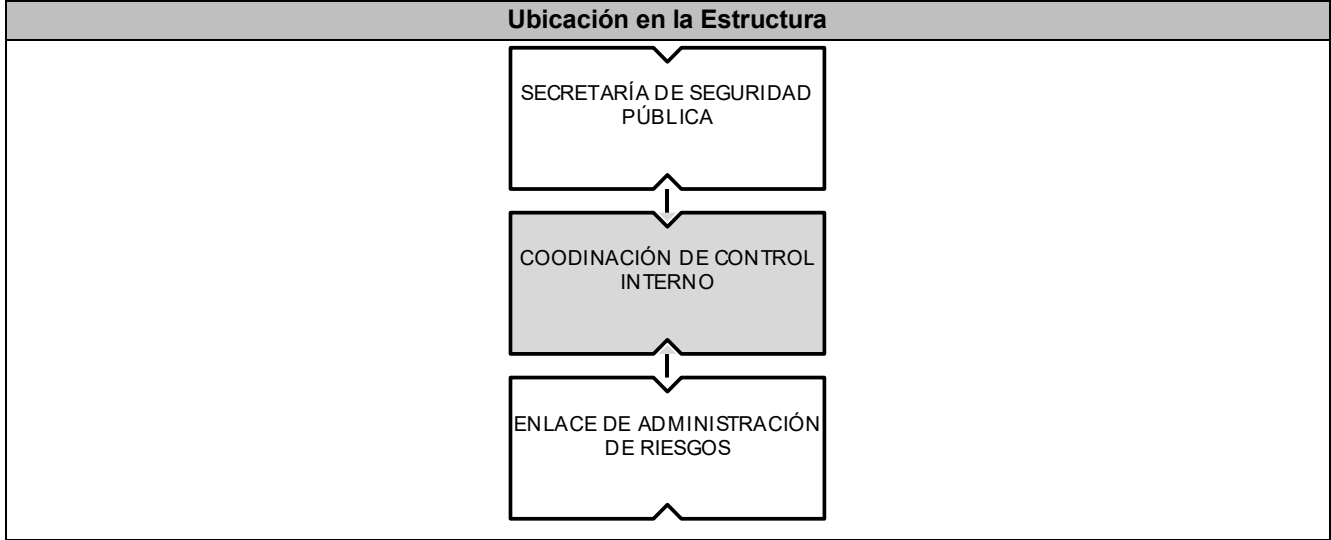 Ubicación en la Estructura
SECRETARÍA DE SEGURIDAD
PÚBLICA
COODINACIÓN DE CONTROL
INTERNO
ENLACE DE ADMINISTRACIÓN
DE RIESGOS